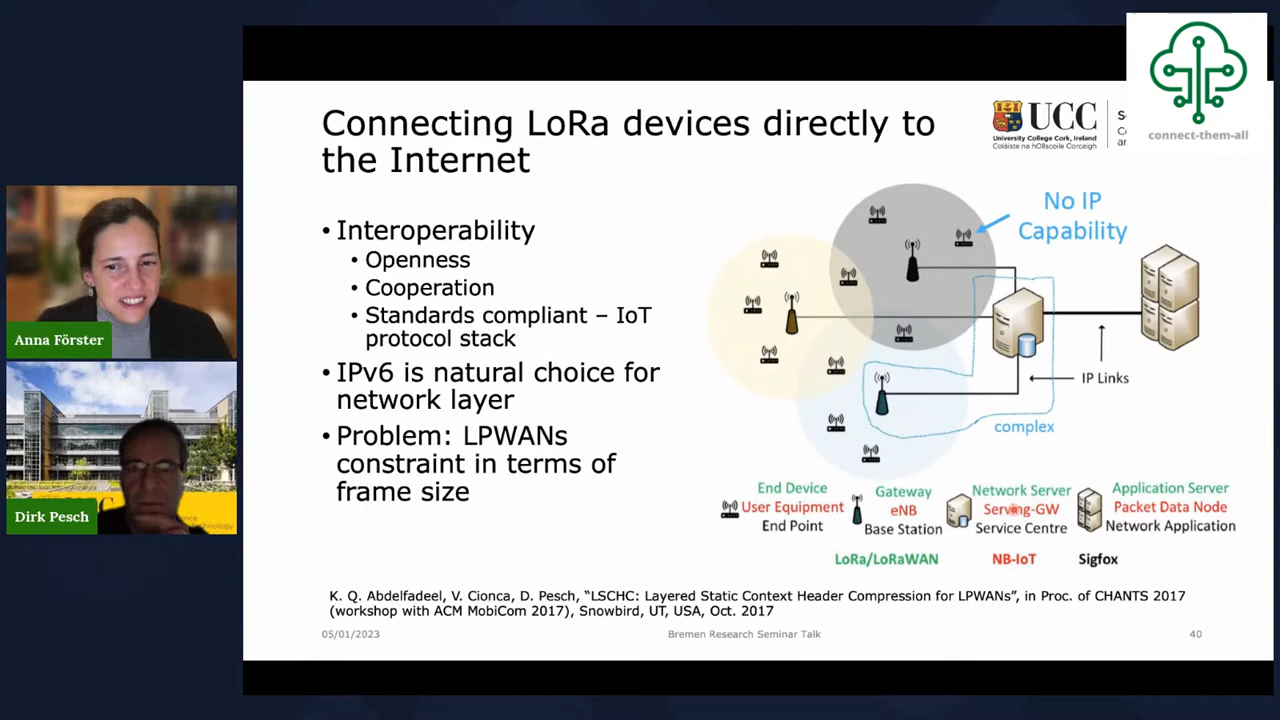 connect-them-all
Connecting LoRa devices directly to
the Internet
UCC
University College Cork, Ireland
Coláiste na hOllscoile Corcaigh
• Interoperability
• Openness
• Cooperation
• Standards compliant – IoT
protocol stack
• IPv6 is natural choice for
network layer
• Problem: LPWANs
constraint in terms of
frame size
No IP
Capability
IP Links
complex
End Device
User Equipment
End Point
Gateway
eNB
Base Station
Network Server
Serving-GW
Service Centre
Application Server
Packet Data Node
Network Application
LoRa/LoRaWAN
NB-IoT
Sigfox
K. Q. Abdelfadeel, V. Cionca, D. Pesch, “LSCHC: Layered Static Context Header Compression for LPWANs”, in Proc. of CHANTS 2017
(workshop with ACM MobiCom 2017), Snowbird, UT, USA, Oct. 2017
05/01/2023
Bremen Research Seminar Talk
40
Anna Förster
Dirk Pesch